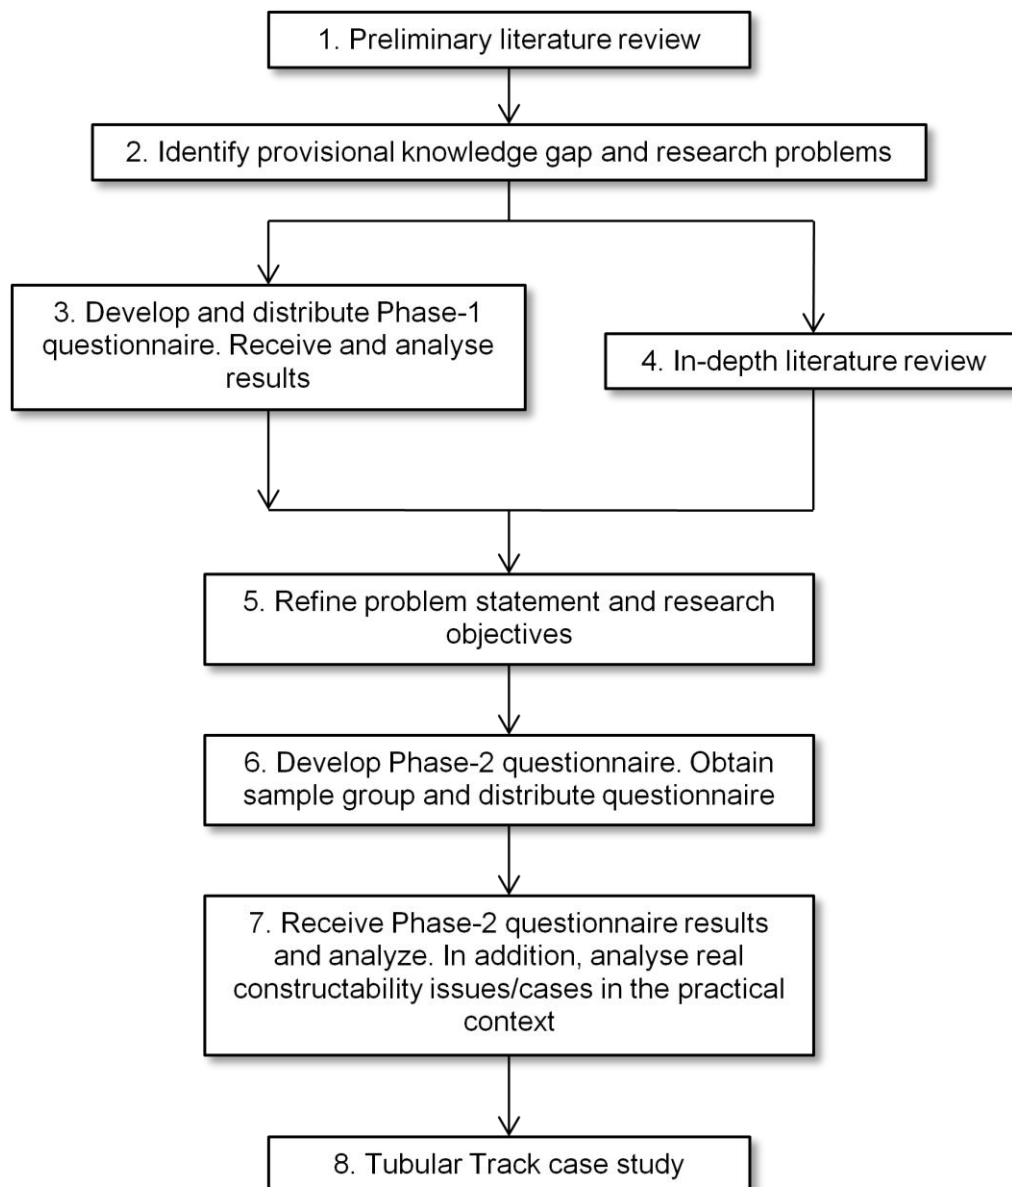 1. Preliminary literature review
2. Identify provisional knowledge gap and research problems
3. Develop and distribute Phase-1
questionnaire. Receive and analyse
results
4. In-depth literature review
5. Refine problem statement and research
objectives
6. Develop Phase-2 questionnaire. Obtain
sample group and distribute questionnaire
7. Receive Phase-2 questionnaire results
and analyze. In addition, analyse real
constructability issues/cases in the practical
context
8. Tubular Track case study